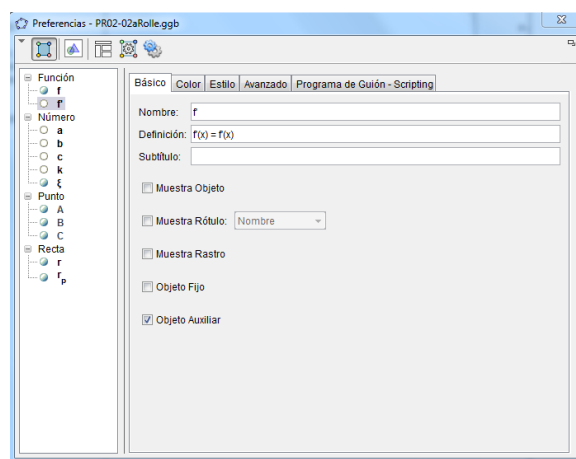 Preferencias - PR02-02aRolle.ggb
Función
f
f'
Número
a
b
c
k
ξ
Punto
A
B
C
Recta
r
rₚ
Básico Color Estilo Avanzado Programa de Guión - Scripting
Nombre: f'
Definición: f'(x) = f'(x)
Subtítulo:
Muestra Objeto
Muestra Rótulo: Nombre
Muestra Rastro
Objeto Fijo
Objeto Auxiliar